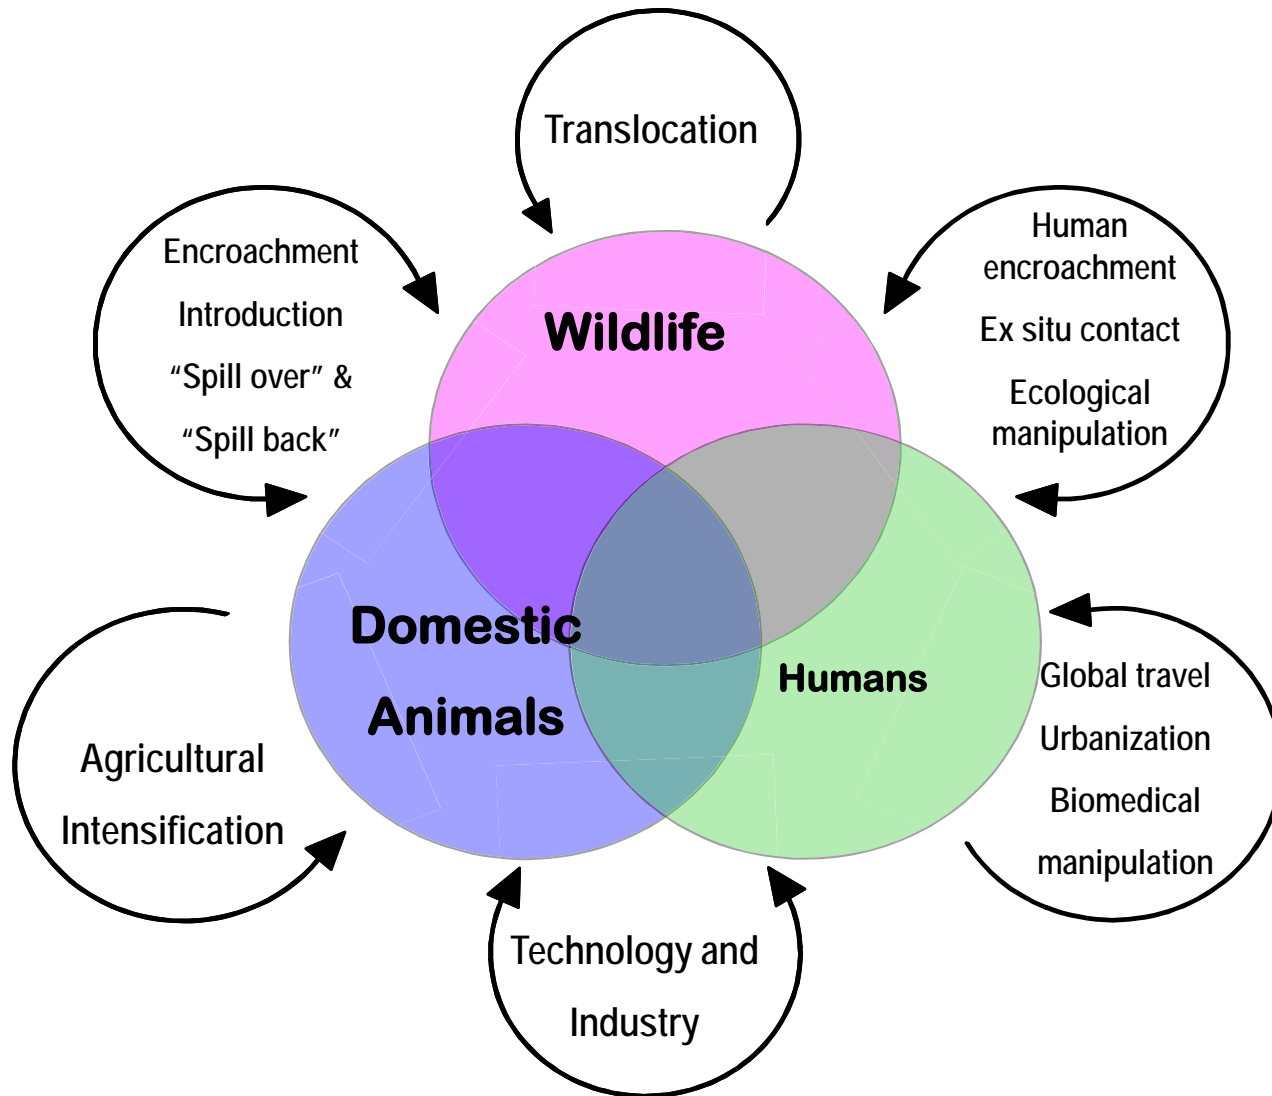 Translocation
Encroachment
Introduction
“Spill over” &
“Spill back”
Human
encroachment
Ex situ contact
Ecological
manipulation
Wildlife
Domestic
Animals
Humans
Agricultural
Intensification
Global travel
Urbanization
Biomedical
manipulation
Technology and
Industry